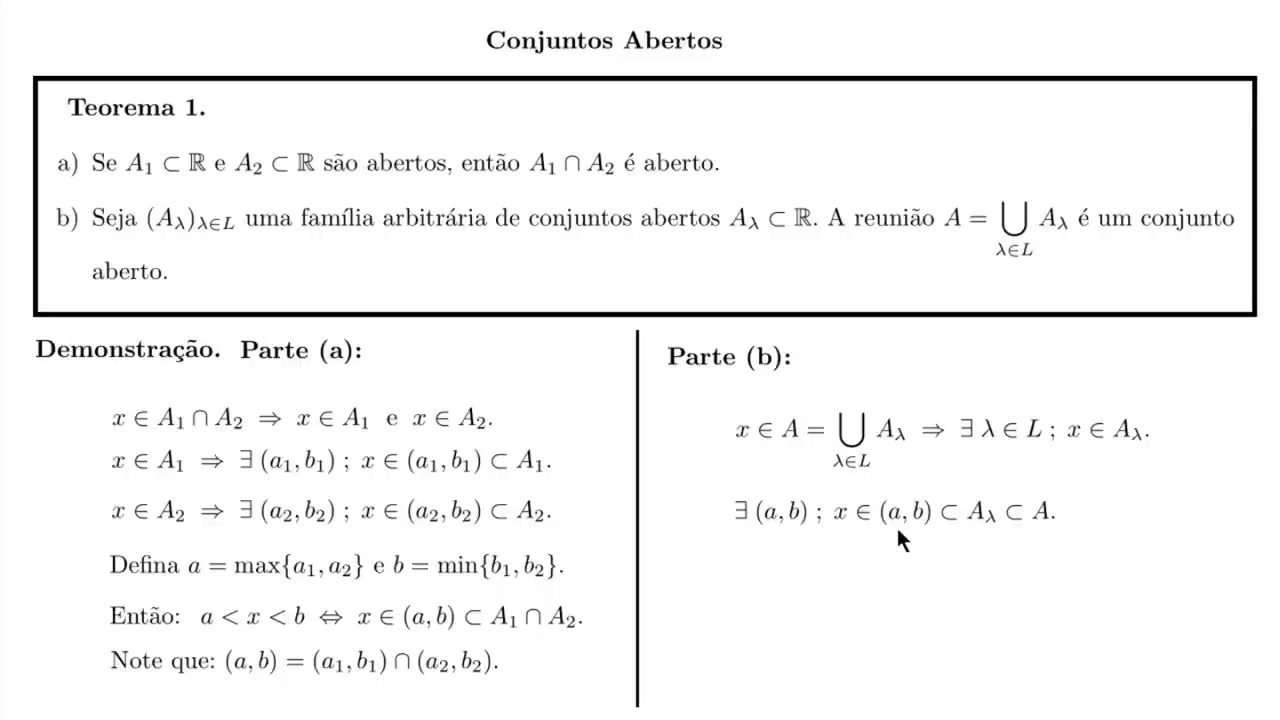 Conjuntos Abertos
Teorema 1.
a) Se A₁ ⊂ ℝ e A₂ ⊂ ℝ são abertos, então A₁ ∩ A₂ é aberto.
b) Seja (A_λ)_{λ∈L} uma família arbitrária de conjuntos abertos A_λ ⊂ ℝ. A reunião A = ⋃_{λ∈L} A_λ é um conjunto
aberto.
Demonstração. Parte (a):
x ∈ A₁ ∩ A₂ ⇒ x ∈ A₁ e x ∈ A₂.
x ∈ A₁ ⇒ ∃ (a₁, b₁) ; x ∈ (a₁, b₁) ⊂ A₁.
x ∈ A₂ ⇒ ∃ (a₂, b₂) ; x ∈ (a₂, b₂) ⊂ A₂.
Defina a = max{a₁, a₂} e b = min{b₁, b₂}.
Então: a < x < b ⇔ x ∈ (a, b) ⊂ A₁ ∩ A₂.
Note que: (a, b) = (a₁, b₁) ∩ (a₂, b₂).
Parte (b):
x ∈ A = ⋃_{λ∈L} A_λ ⇒ ∃ λ ∈ L ; x ∈ A_λ.
∃ (a, b) ; x ∈ (a, b) ⊂ A_λ ⊂ A.